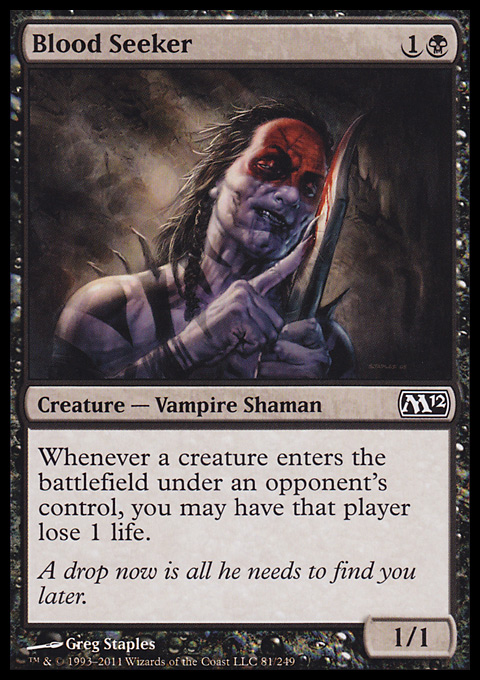 Blood Seeker 1
Creature — Vampire Shaman M12
Whenever a creature enters the
battlefield under an opponent's
control, you may have that player
lose 1 life.
A drop now is all he needs to find you
later.
Greg Staples
1/1
™ & © 1993–2011 Wizards of the Coast LLC 81/249